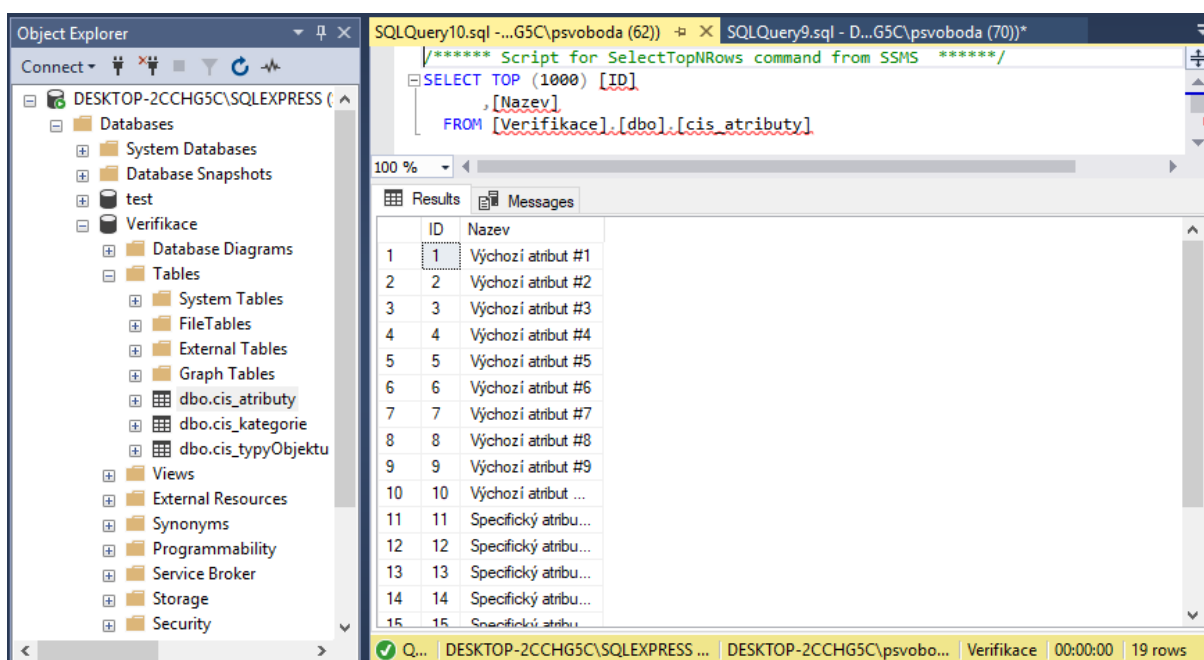 Object Explorer
Connect
DESKTOP-2CCHG5C\SQLEXPRESS (
Databases
System Databases
Database Snapshots
test
Verifikace
Database Diagrams
Tables
System Tables
FileTables
External Tables
Graph Tables
dbo.cis_atributy
dbo.cis_kategorie
dbo.cis_typyObjektu
Views
External Resources
Synonyms
Programmability
Service Broker
Storage
Security
SQLQuery10.sql -...G5C\psvoboda (62)) SQLQuery9.sql - D...G5C\psvoboda (70))*
/****** Script for SelectTopNRows command from SSMS ******/
SELECT TOP (1000) [ID]
,[Nazev]
FROM [Verifikace].[dbo].[cis_atributy]
100 %
Results Messages
ID Nazev
1 1 Výchozí atribut #1
2 2 Výchozí atribut #2
3 3 Výchozí atribut #3
4 4 Výchozí atribut #4
5 5 Výchozí atribut #5
6 6 Výchozí atribut #6
7 7 Výchozí atribut #7
8 8 Výchozí atribut #8
9 9 Výchozí atribut #9
10 10 Výchozí atribut ...
11 11 Specifický atribu...
12 12 Specifický atribu...
13 13 Specifický atribu...
14 14 Specifický atribu...
15 15 Specifický atribu...
Q... DESKTOP-2CCHG5C\SQLEXPRESS ... DESKTOP-2CCHG5C\psvobo... Verifikace 00:00:00 19 rows